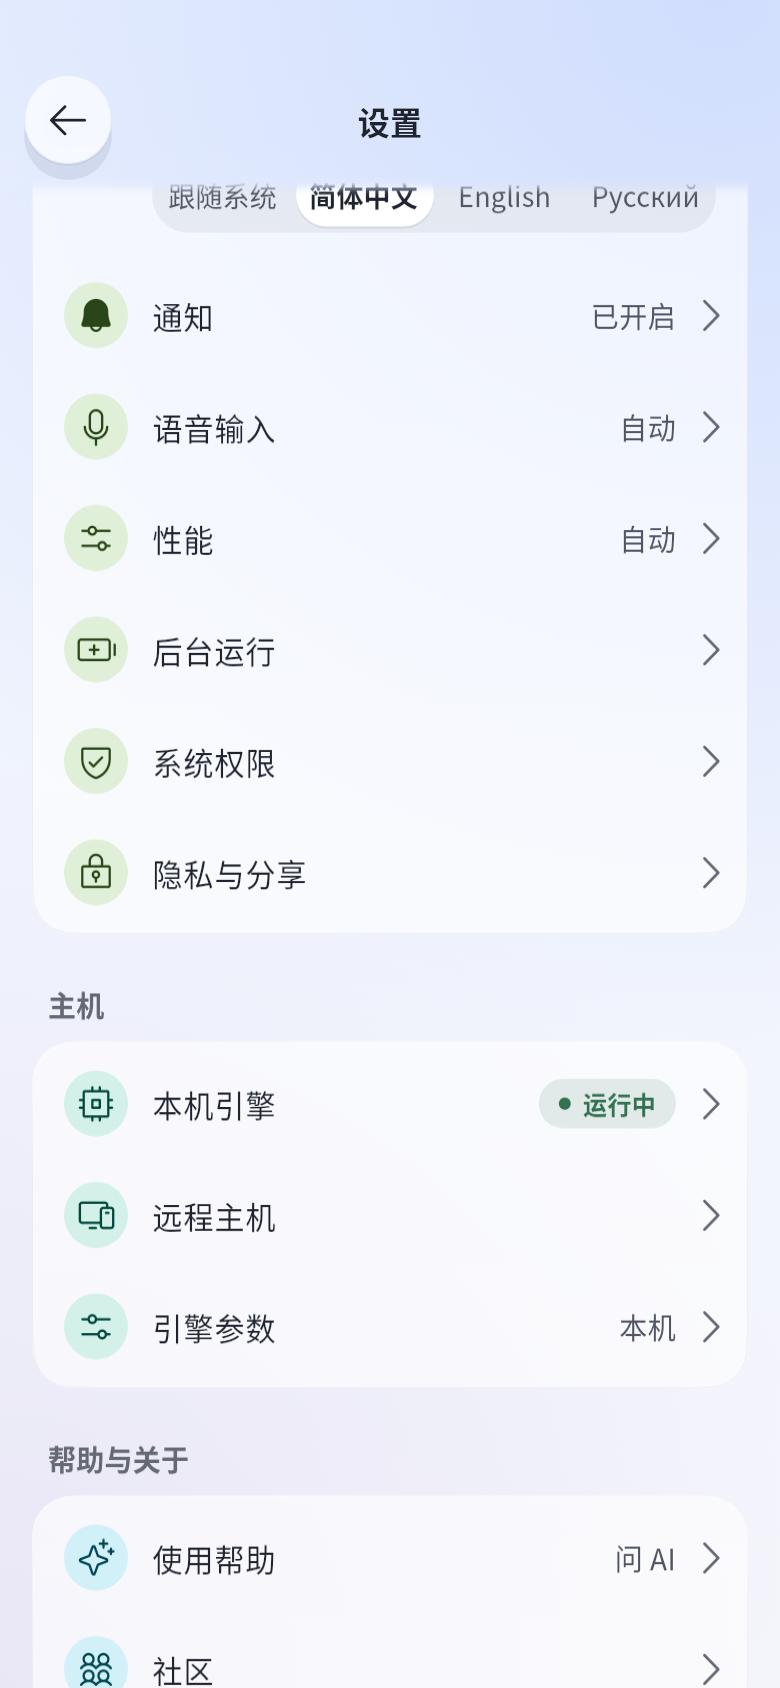 设置
跟随系统 简体中文 English Русский
通知 已开启
语音输入 自动
性能 自动
后台运行
系统权限
隐私与分享
主机
本机引擎 运行中
远程主机
引擎参数 本机
帮助与关于
使用帮助 问 AI
社区